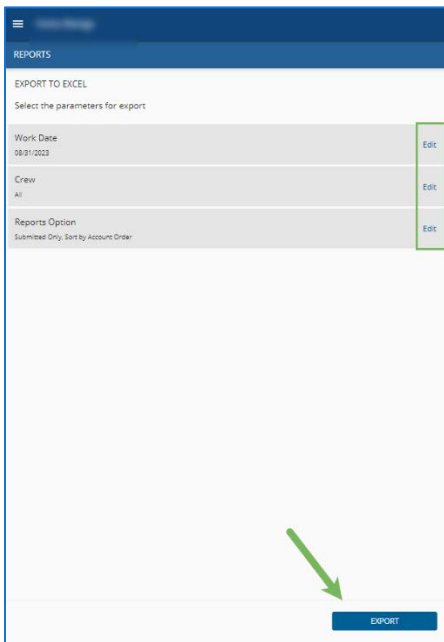 REPORTS
EXPORT TO EXCEL
Select the parameters for export
Work Date
Edit
08/31/2023
Crew
Edit
All
Reports Option
Edit
Submitted Only, Sort by Account Order
EXPORT